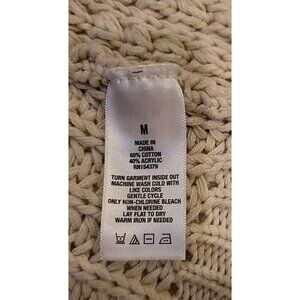 M
MADE IN
CHINA
60% COTTON
40% ACRYLIC
RN154379
TURN GARMENT INSIDE OUT
MACHINE WASH COLD WITH
LIKE COLORS
GENTLE CYCLE
ONLY NON-CHLORINE BLEACH
WHEN NEEDED
LAY FLAT TO DRY
WARM IRON IF NEEDED